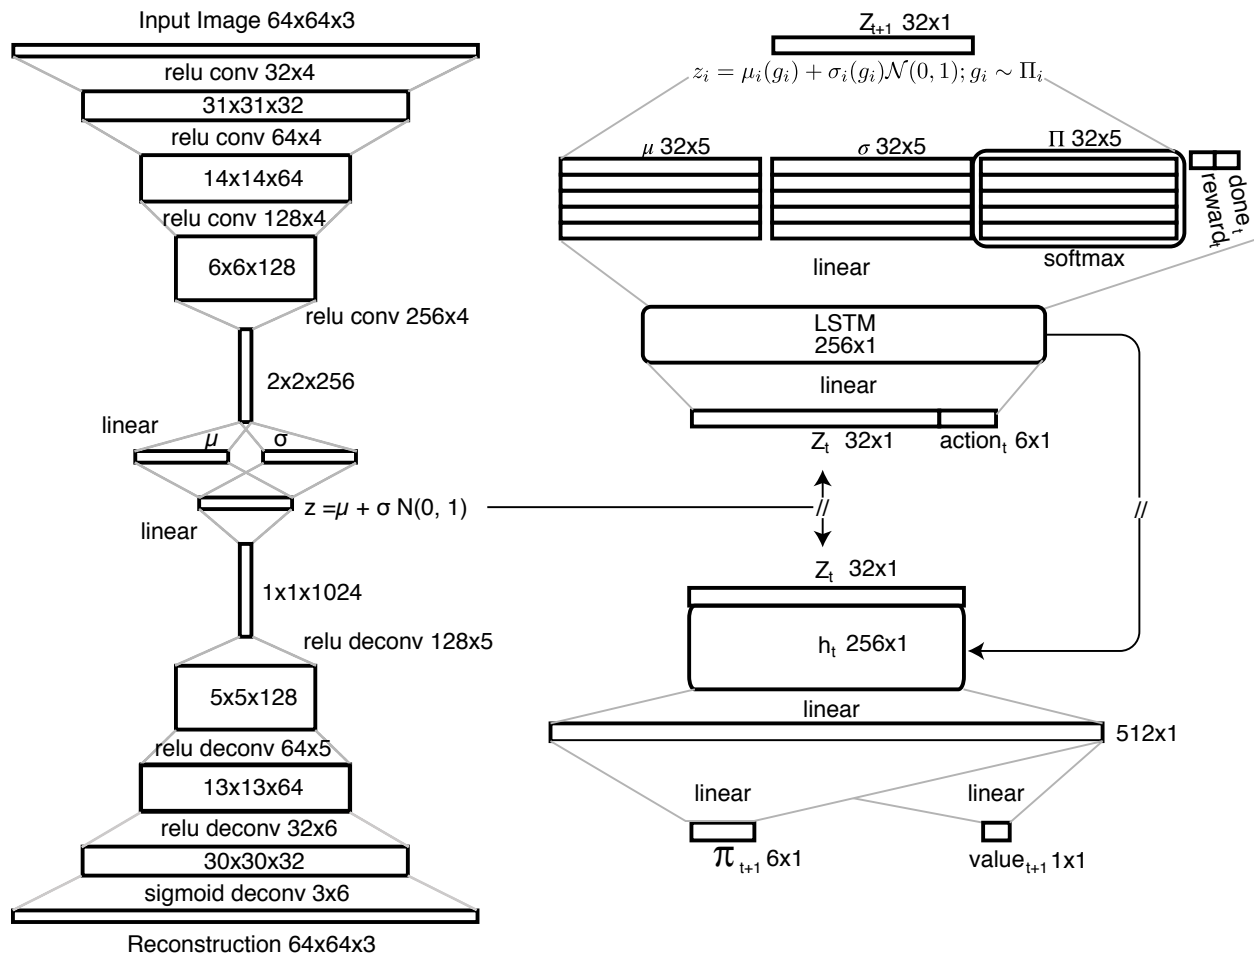 Input Image 64x64x3
relu conv 32x4
31x31x32
relu conv 64x4
14x14x64
relu conv 128x4
6x6x128
relu conv 256x4
2x2x256
linear
μ
σ
z =μ + σ N(0, 1)
linear
1x1x1024
relu deconv 128x5
5x5x128
relu deconv 64x5
13x13x64
relu deconv 32x6
30x30x32
sigmoid deconv 3x6
Reconstruction 64x64x3
Z_{t+1} 32x1
z_i = μ_i(g_i) + σ_i(g_i)𝒩(0, 1); g_i ∼ Π_i
μ 32x5
σ 32x5
Π 32x5
reward_t
done_t
softmax
linear
LSTM
256x1
linear
Z_t 32x1
action_t 6x1
//
//
Z_t 32x1
h_t 256x1
linear
512x1
linear
linear
π_{t+1} 6x1
value_{t+1} 1x1